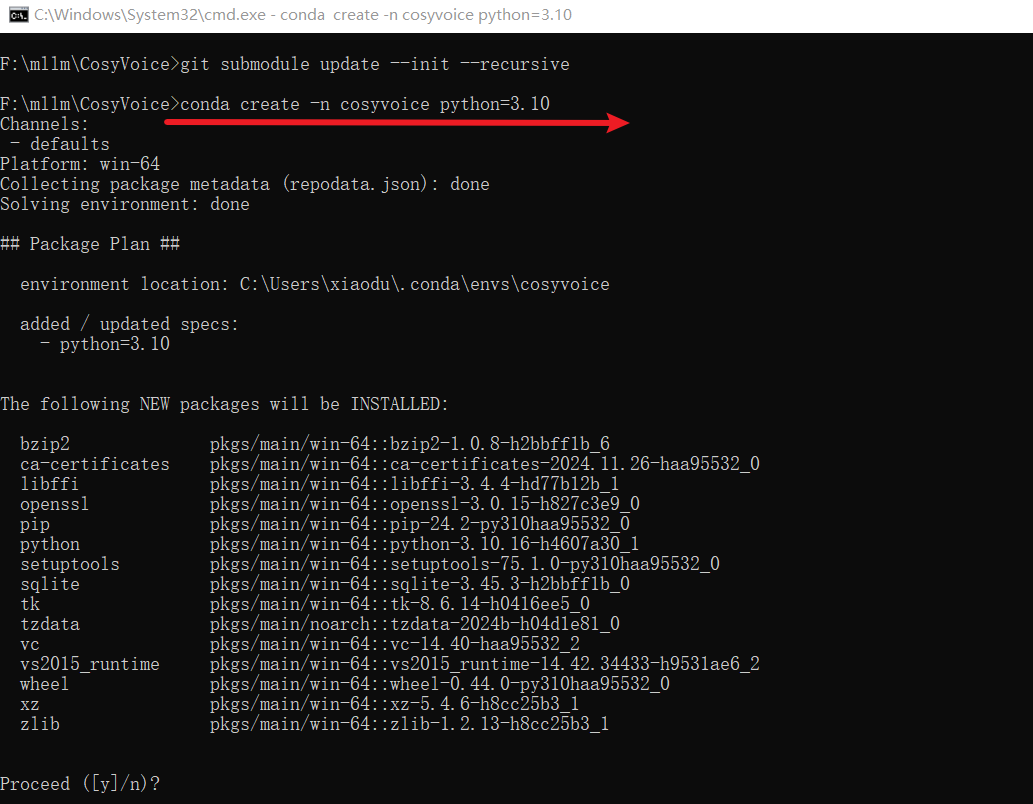 C:\Windows\System32\cmd.exe - conda create -n cosyvoice python=3.10
F:\mllm\CosyVoice>git submodule update --init --recursive
F:\mllm\CosyVoice>conda create -n cosyvoice python=3.10
Channels:
- defaults
Platform: win-64
Collecting package metadata (repodata.json): done
Solving environment: done
## Package Plan ##
environment location: C:\Users\xiaodu\.conda\envs\cosyvoice
added / updated specs:
- python=3.10
The following NEW packages will be INSTALLED:
bzip2 pkgs/main/win-64::bzip2-1.0.8-h2bbff1b_6
ca-certificates pkgs/main/win-64::ca-certificates-2024.11.26-haa95532_0
libffi pkgs/main/win-64::libffi-3.4.4-hd77b12b_1
openssl pkgs/main/win-64::openssl-3.0.15-h827c3e9_0
pip pkgs/main/win-64::pip-24.2-py310haa95532_0
python pkgs/main/win-64::python-3.10.16-h4607a30_1
setuptools pkgs/main/win-64::setuptools-75.1.0-py310haa95532_0
sqlite pkgs/main/win-64::sqlite-3.45.3-h2bbff1b_0
tk pkgs/main/win-64::tk-8.6.14-h0416ee5_0
tzdata pkgs/main/noarch::tzdata-2024b-h04d1e81_0
vc pkgs/main/win-64::vc-14.40-haa95532_2
vs2015_runtime pkgs/main/win-64::vs2015_runtime-14.42.34433-h9531ae6_2
wheel pkgs/main/win-64::wheel-0.44.0-py310haa95532_0
xz pkgs/main/win-64::xz-5.4.6-h8cc25b3_1
zlib pkgs/main/win-64::zlib-1.2.13-h8cc25b3_1
Proceed ([y]/n)?